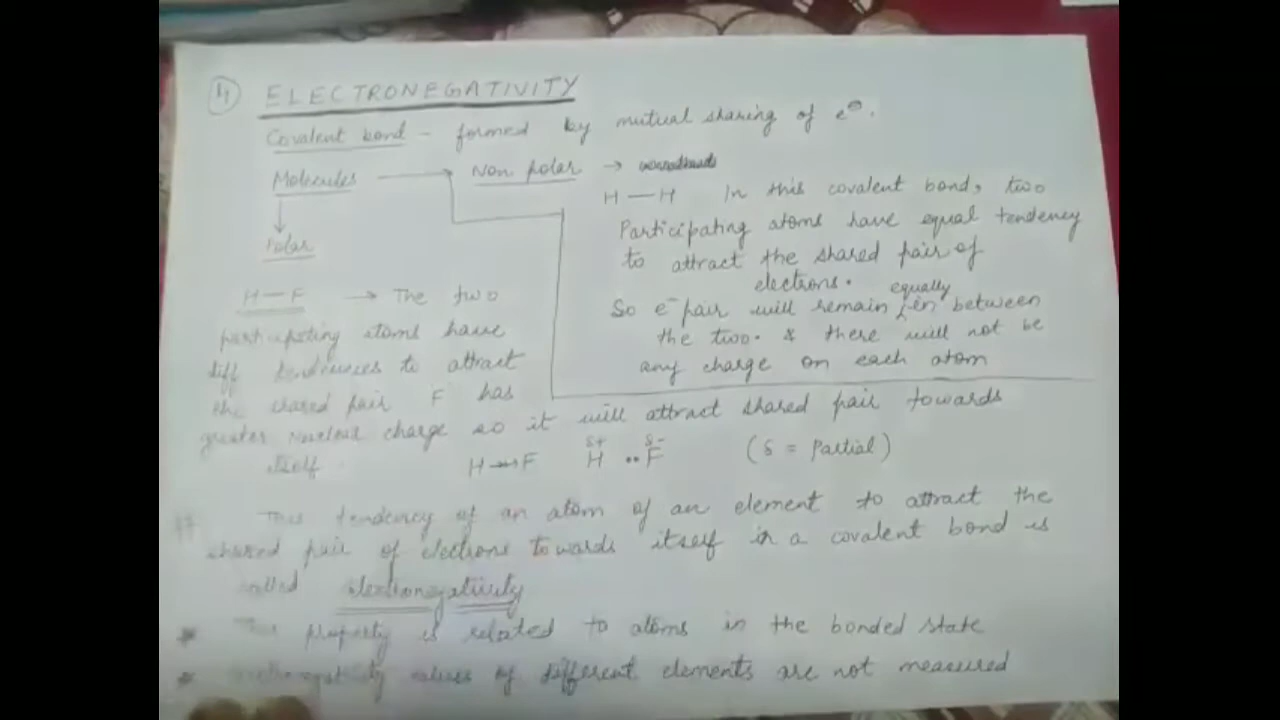 4) ELECTRONEGATIVITY
Covalent bond - formed by mutual sharing of e⊖.
Molecules → Non polar →
H — H In this covalent bond, two
Participating atoms have equal tendency
to attract the shared pair of
electrons.
So e⁻ pair will remain equally in between
the two. & there will not be
any charge on each atom
Polar
H — F → The two
participating atoms have
diff tendencies to attract
the shared pair F has
greater nuclear charge so it will attract shared pair towards
itself H →→ F δ+ H •• δ- F (δ = Partial)
This tendency of an atom of an element to attract the
shared pair of electrons towards itself in a covalent bond is
called electronegativity
* This property is related to atoms in the bonded state
* electronegativity values of different elements are not measured